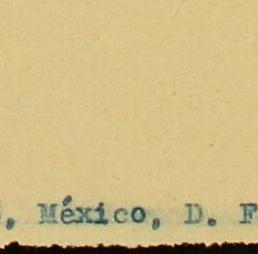 , México, D. F